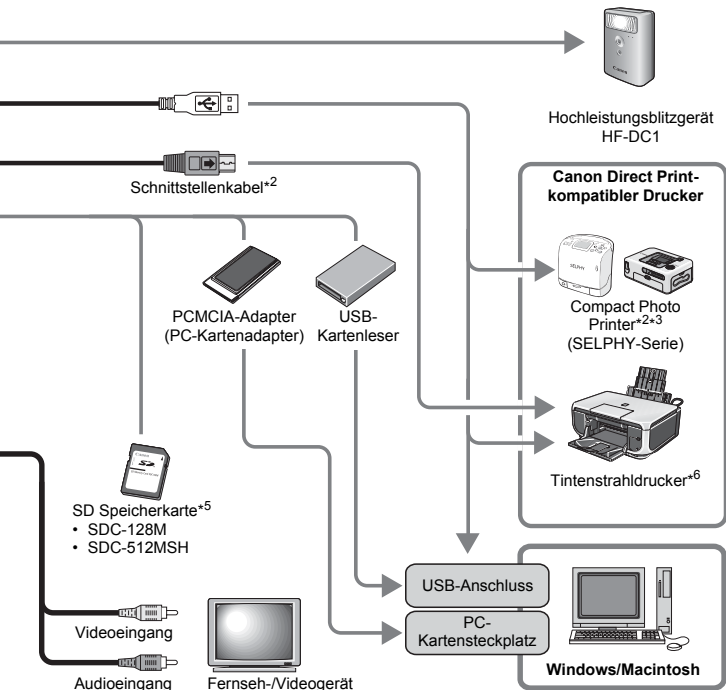 Hochleistungsblitzgerät
HF-DC1
Schnittstellenkabel*2
Canon Direct Print-
kompatibler Drucker
PCMCIA-Adapter
(PC-Kartenadapter)
USB-
Kartenleser
SELPHY
Compact Photo
Printer*2*3
(SELPHY-Serie)
Tintenstrahldrucker*6
SD Speicherkarte*5
• SDC-128M
• SDC-512MSH
USB-Anschluss
PC-
Kartensteckplatz
Windows/Macintosh
Videoeingang
Audioeingang
Fernseh-/Videogerät